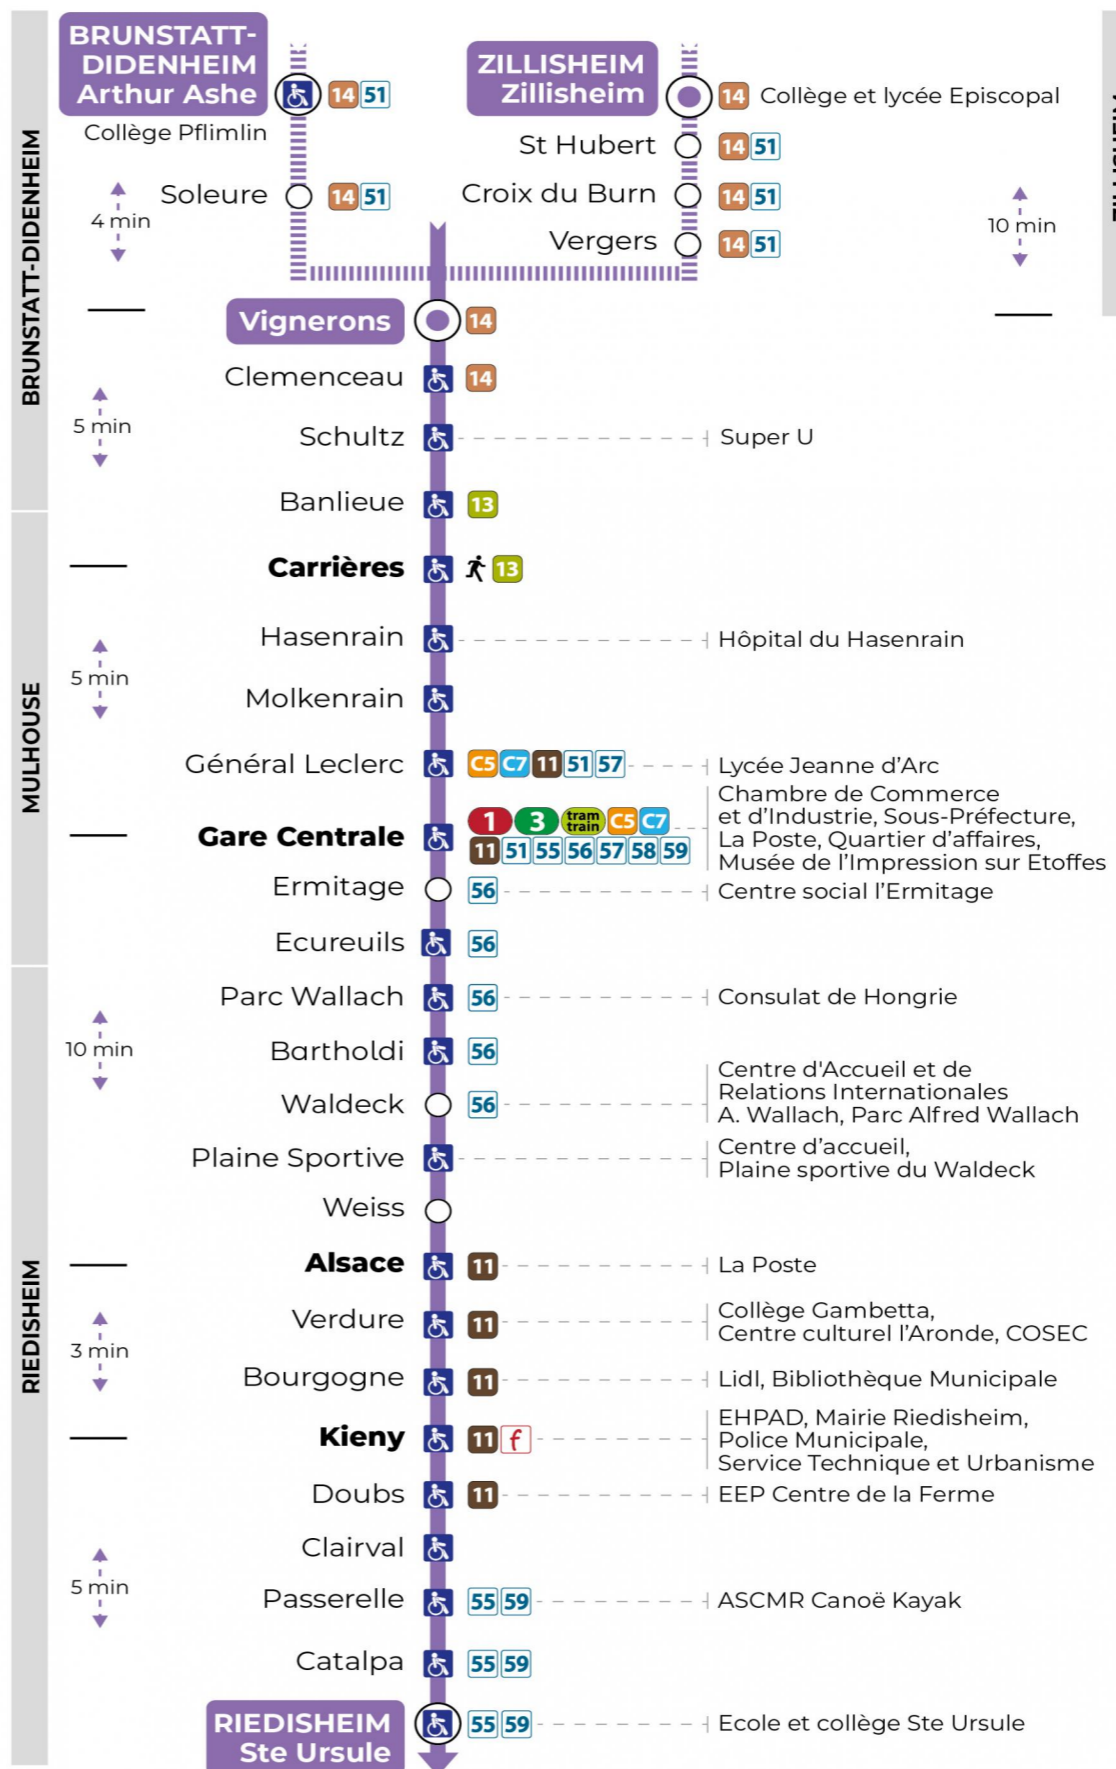 BRUNSTATT-
DIDENHEIM
Arthur Ashe
14 51
Collège Pflimlin
Soleure
14 51
4 min
ZILLISHEIM
Zillisheim
14 Collège et lycée Episcopal
St Hubert
14 51
Croix du Burn
14 51
Vergers
14 51
10 min
BRUNSTATT-DIDENHEIM
Vignerons
14
Clemenceau
14
5 min
Schultz
Super U
Banlieue
13
MULHOUSE
Carrières
13
Hasenrain
Hôpital du Hasenrain
5 min
Molkenrain
Général Leclerc
C5 C7 11 51 57
Lycée Jeanne d’Arc
Gare Centrale
1 3 tram
train C5 C7
11 51 55 56 57 58 59
Chambre de Commerce
et d’Industrie, Sous-Préfecture,
La Poste, Quartier d’affaires,
Musée de l’Impression sur Etoffes
Ermitage
56
Centre social l’Ermitage
Ecureuils
56
RIEDISHEIM
Parc Wallach
56
Consulat de Hongrie
10 min
Bartholdi
56
Waldeck
56
Centre d'Accueil et de
Relations Internationales
A. Wallach, Parc Alfred Wallach
Plaine Sportive
Centre d’accueil,
Plaine sportive du Waldeck
Weiss
Alsace
11
La Poste
Verdure
11
Collège Gambetta,
Centre culturel l’Aronde, COSEC
3 min
Bourgogne
11
Lidl, Bibliothèque Municipale
Kieny
11 f
EHPAD, Mairie Riedisheim,
Police Municipale,
Service Technique et Urbanisme
Doubs
11
EEP Centre de la Ferme
Clairval
5 min
Passerelle
55 59
ASCMR Canoë Kayak
Catalpa
55 59
RIEDISHEIM
Ste Ursule
55 59
Ecole et collège Ste Ursule